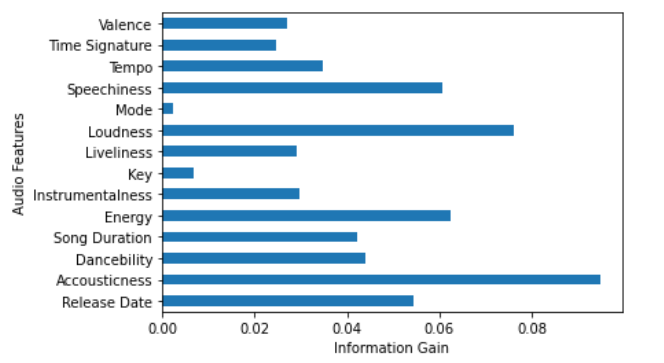 Valence
Time Signature
Tempo
Speechiness
Mode
Loudness
Liveliness
Key
Instrumentalness
Energy
Song Duration
Dancebility
Accousticness
Release Date
Audio Features
0.00 0.02 0.04 0.06 0.08
Information Gain